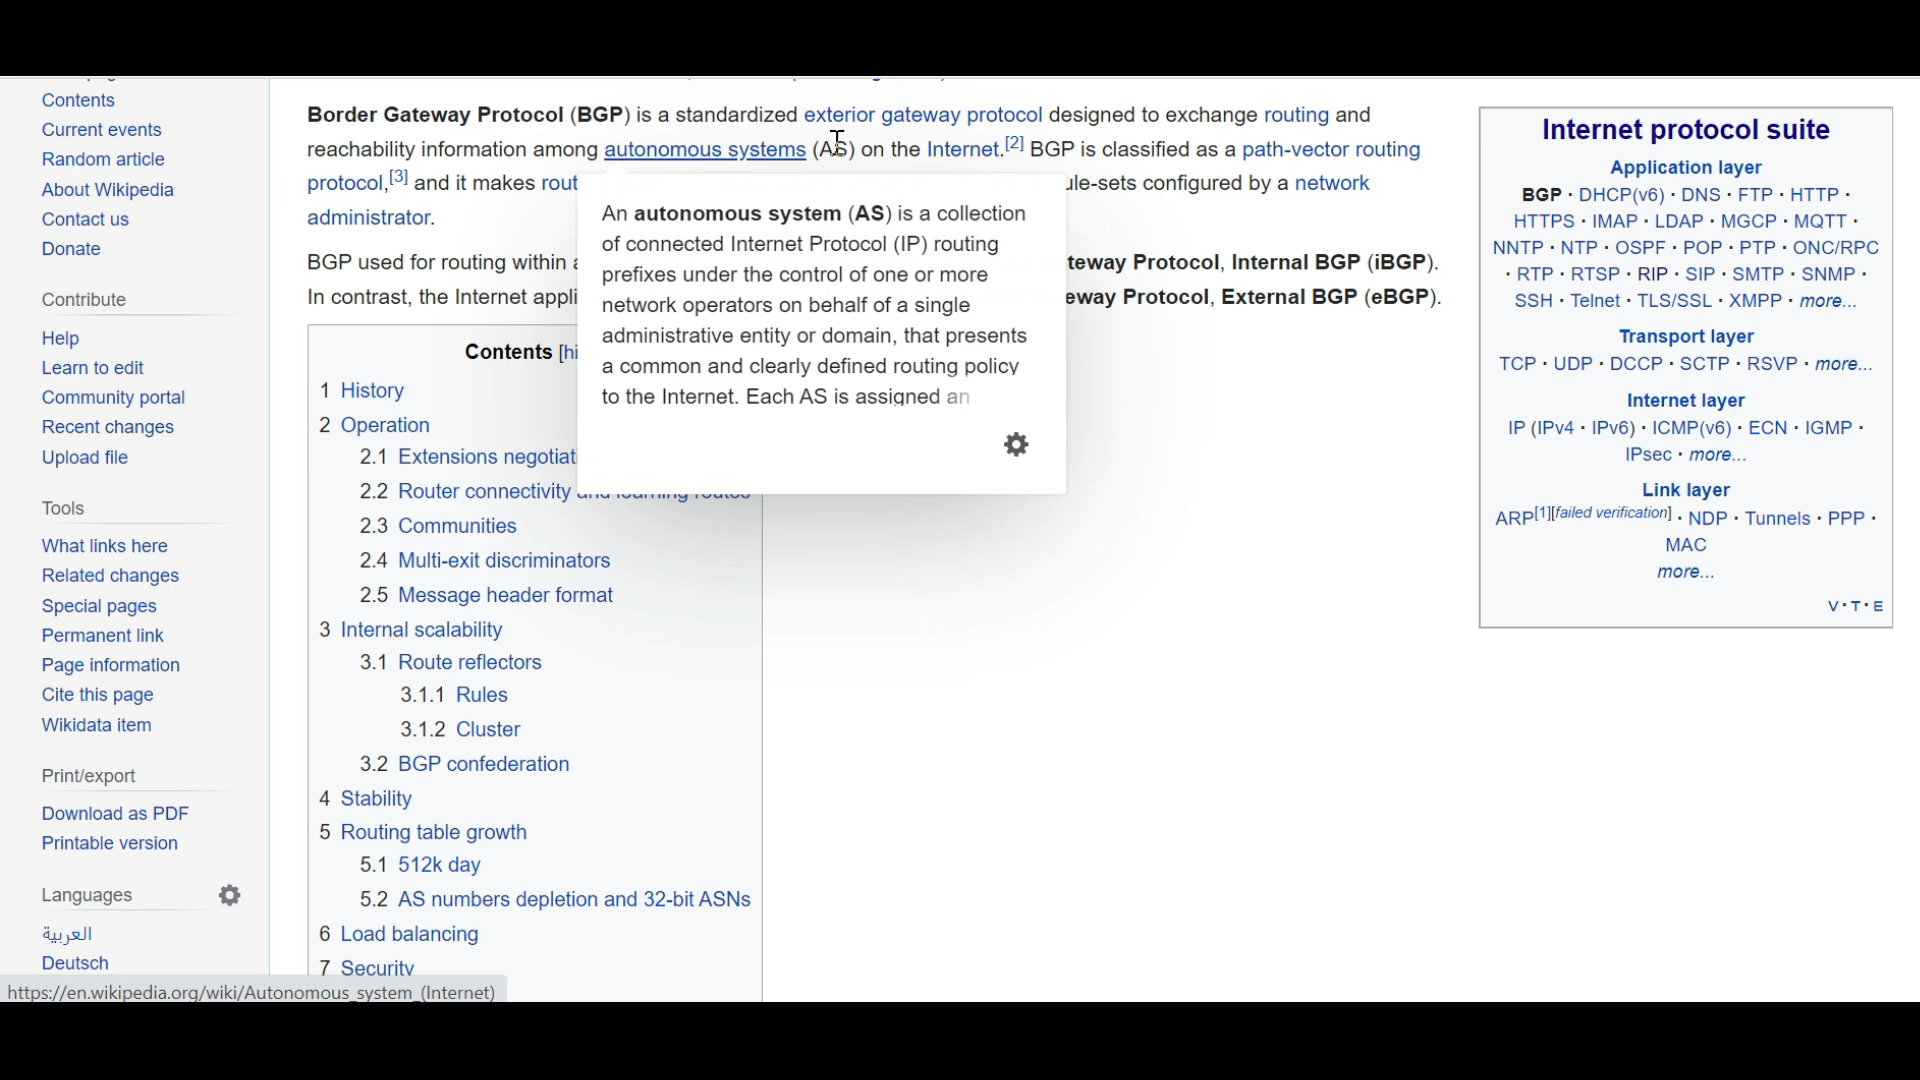 Contents
Current events
Random article
About Wikipedia
Contact us
Donate
Contribute
Help
Learn to edit
Community portal
Recent changes
Upload file
Tools
What links here
Related changes
Special pages
Permanent link
Page information
Cite this page
Wikidata item
Print/export
Download as PDF
Printable version
Languages
العربية
Deutsch
https://en.wikipedia.org/wiki/Autonomous_system_(Internet)
Border Gateway Protocol (BGP) is a standardized exterior gateway protocol designed to exchange routing and
reachability information among autonomous systems (AS) on the Internet.[2] BGP is classified as a path-vector routing
protocol,[3] and it makes rout ule-sets configured by a network
administrator.
BGP used for routing within a teway Protocol, Internal BGP (iBGP).
In contrast, the Internet appli eway Protocol, External BGP (eBGP).
An autonomous system (AS) is a collection
of connected Internet Protocol (IP) routing
prefixes under the control of one or more
network operators on behalf of a single
administrative entity or domain, that presents
a common and clearly defined routing policy
to the Internet. Each AS is assigned an
Contents [hi
1 History
2 Operation
2.1 Extensions negotiat
2.2 Router connectivity and learning routes
2.3 Communities
2.4 Multi-exit discriminators
2.5 Message header format
3 Internal scalability
3.1 Route reflectors
3.1.1 Rules
3.1.2 Cluster
3.2 BGP confederation
4 Stability
5 Routing table growth
5.1 512k day
5.2 AS numbers depletion and 32-bit ASNs
6 Load balancing
7 Security
Internet protocol suite
Application layer
BGP · DHCP(v6) · DNS · FTP · HTTP ·
HTTPS · IMAP · LDAP · MGCP · MQTT ·
NNTP · NTP · OSPF · POP · PTP · ONC/RPC
· RTP · RTSP · RIP · SIP · SMTP · SNMP ·
SSH · Telnet · TLS/SSL · XMPP · more...
Transport layer
TCP · UDP · DCCP · SCTP · RSVP · more...
Internet layer
IP (IPv4 · IPv6) · ICMP(v6) · ECN · IGMP ·
IPsec · more...
Link layer
ARP[1][failed verification] · NDP · Tunnels · PPP ·
MAC
more...
V · T · E